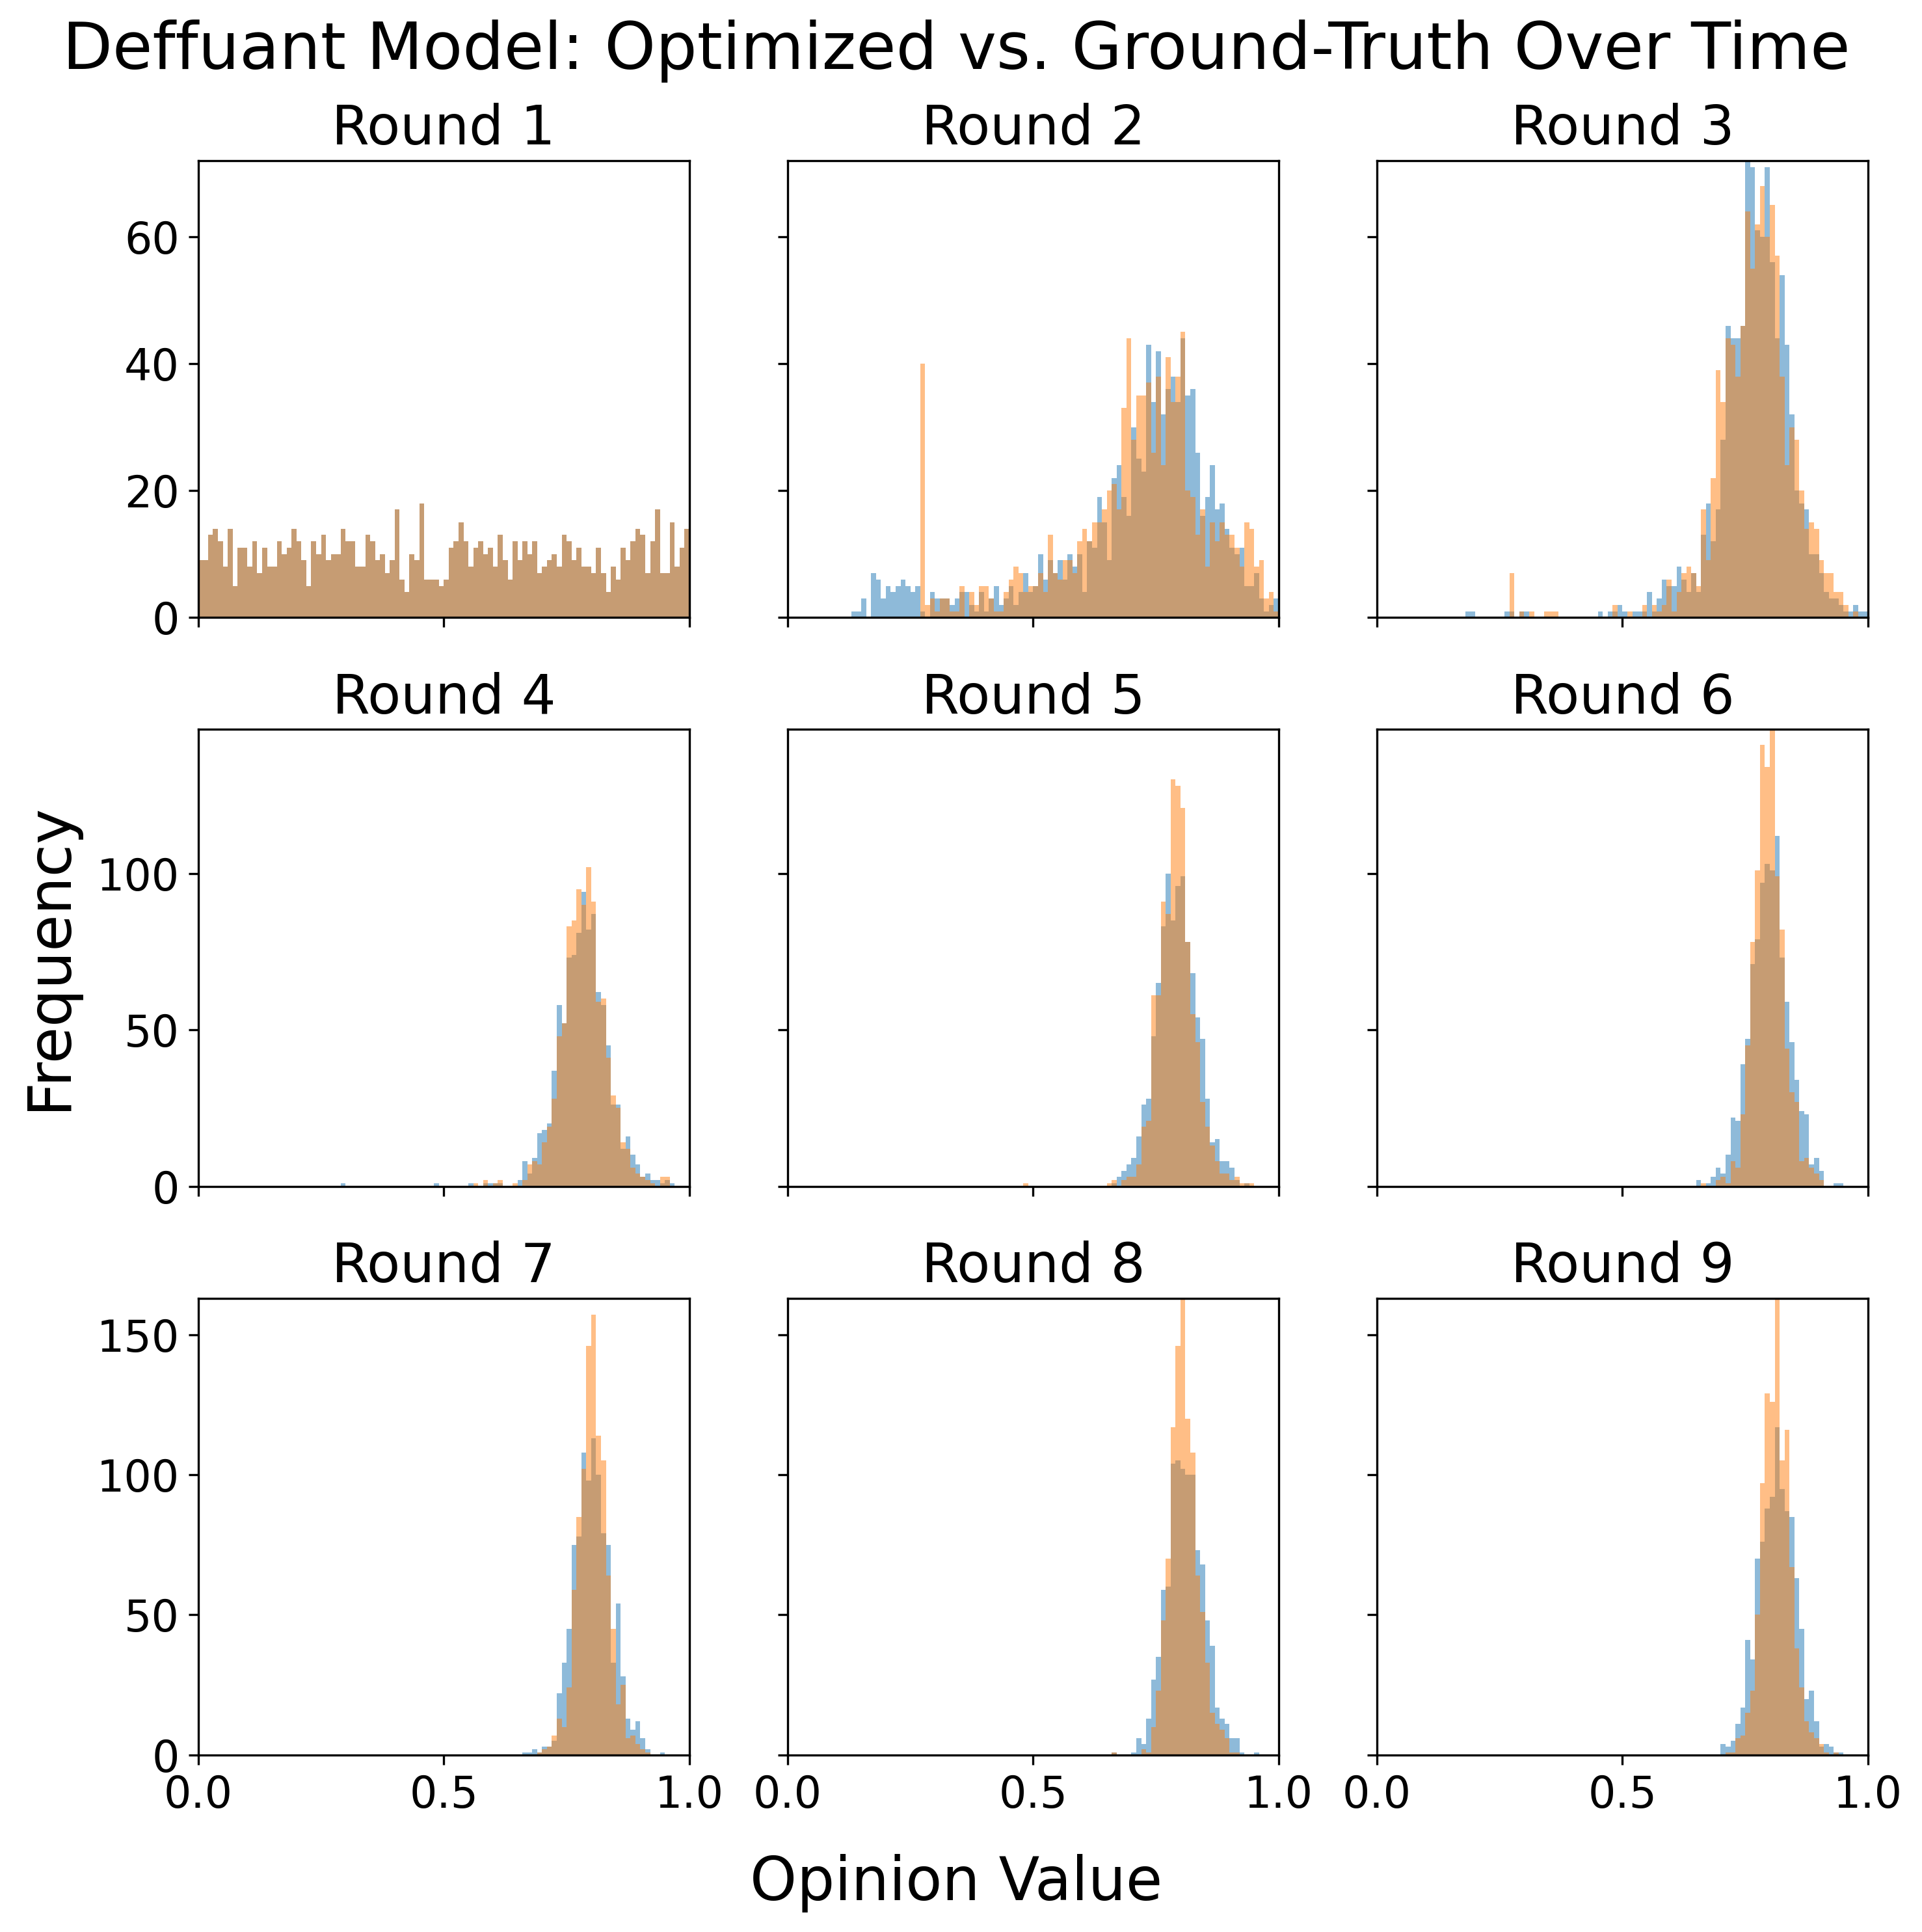 Deffuant Model: Optimized vs. Ground-Truth Over Time
Round 1
Round 2
Round 3
60
40
20
0
Round 4
Round 5
Round 6
100
50
0
Frequency
Round 7
Round 8
Round 9
150
100
50
0
0.0 0.5 1.0 0.0 0.5 1.0 0.0 0.5 1.0
Opinion Value